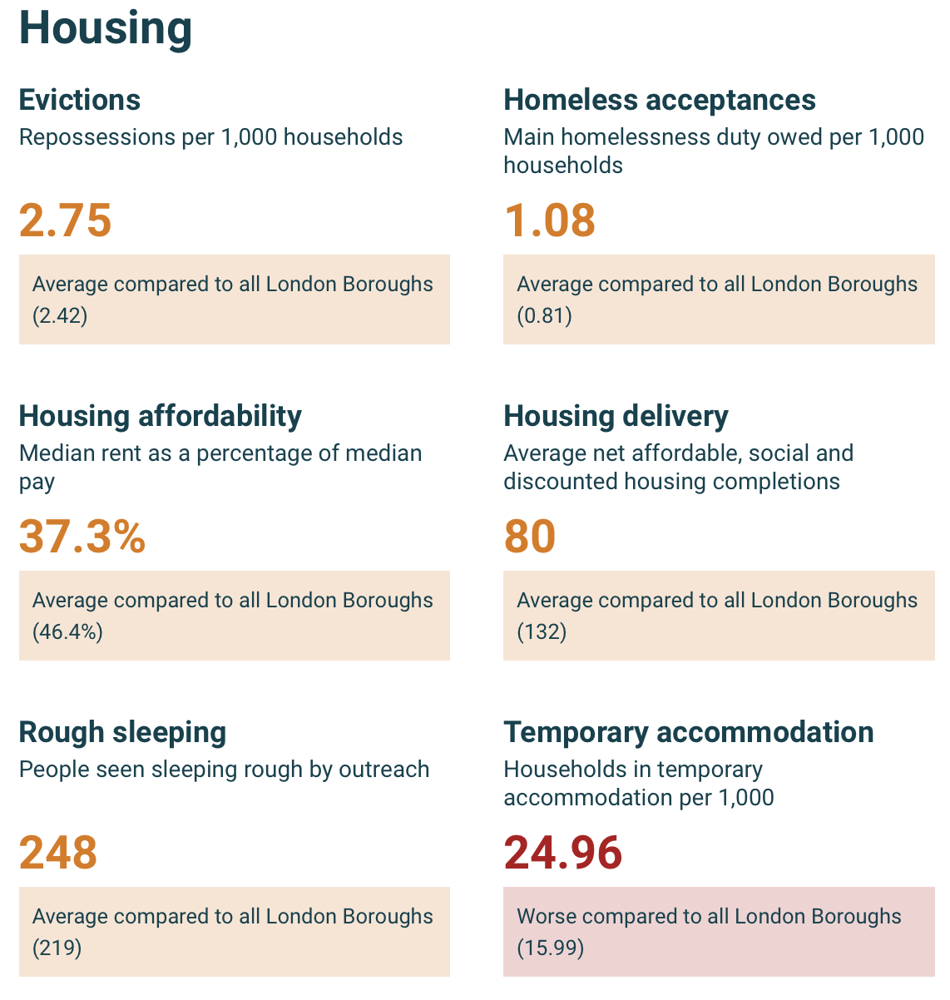 Housing
Evictions
Repossessions per 1,000 households
2.75
Average compared to all London Boroughs
(2.42)
Homeless acceptances
Main homelessness duty owed per 1,000
households
1.08
Average compared to all London Boroughs
(0.81)
Housing affordability
Median rent as a percentage of median
pay
37.3%
Average compared to all London Boroughs
(46.4%)
Housing delivery
Average net affordable, social and
discounted housing completions
80
Average compared to all London Boroughs
(132)
Rough sleeping
People seen sleeping rough by outreach
248
Average compared to all London Boroughs
(219)
Temporary accommodation
Households in temporary
accommodation per 1,000
24.96
Worse compared to all London Boroughs
(15.99)